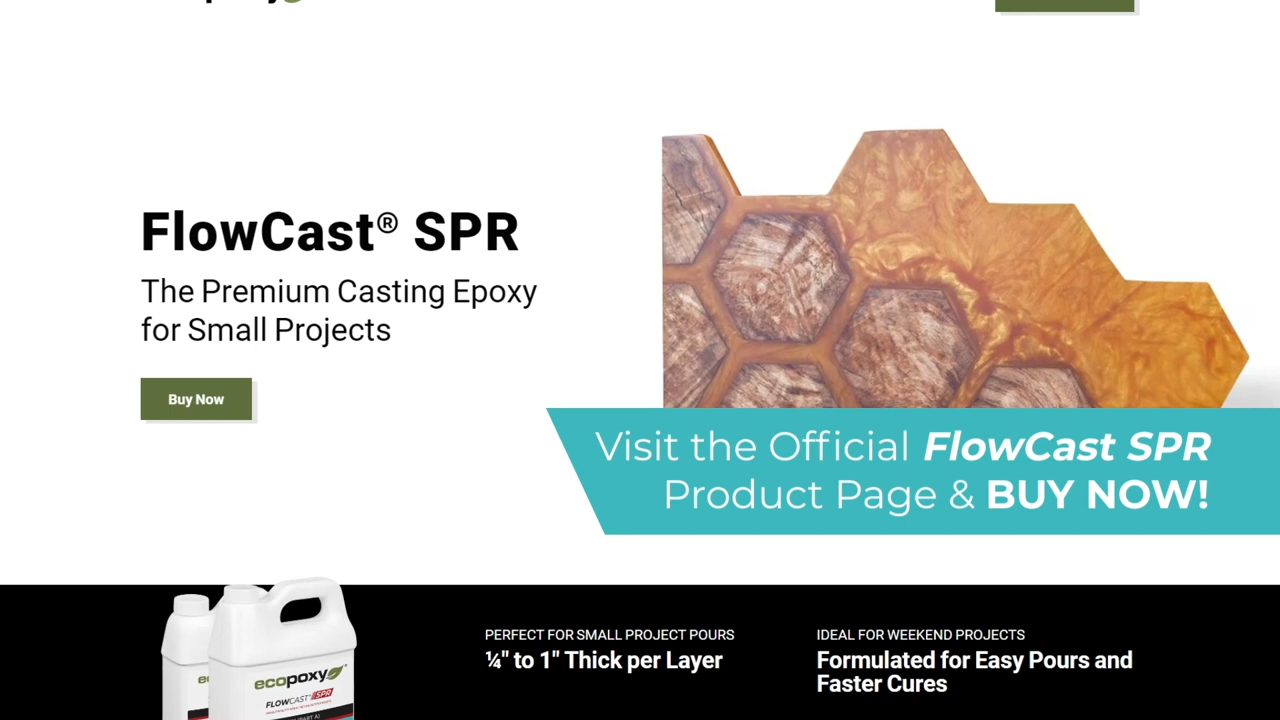 FlowCast® SPR
The Premium Casting Epoxy
for Small Projects
Buy Now
Visit the Official FlowCast SPR
Product Page & BUY NOW!
PERFECT FOR SMALL PROJECT POURS
¼" to 1" Thick per Layer
IDEAL FOR WEEKEND PROJECTS
Formulated for Easy Pours and
Faster Cures
ecopoxy
FLOWCAST® SPR